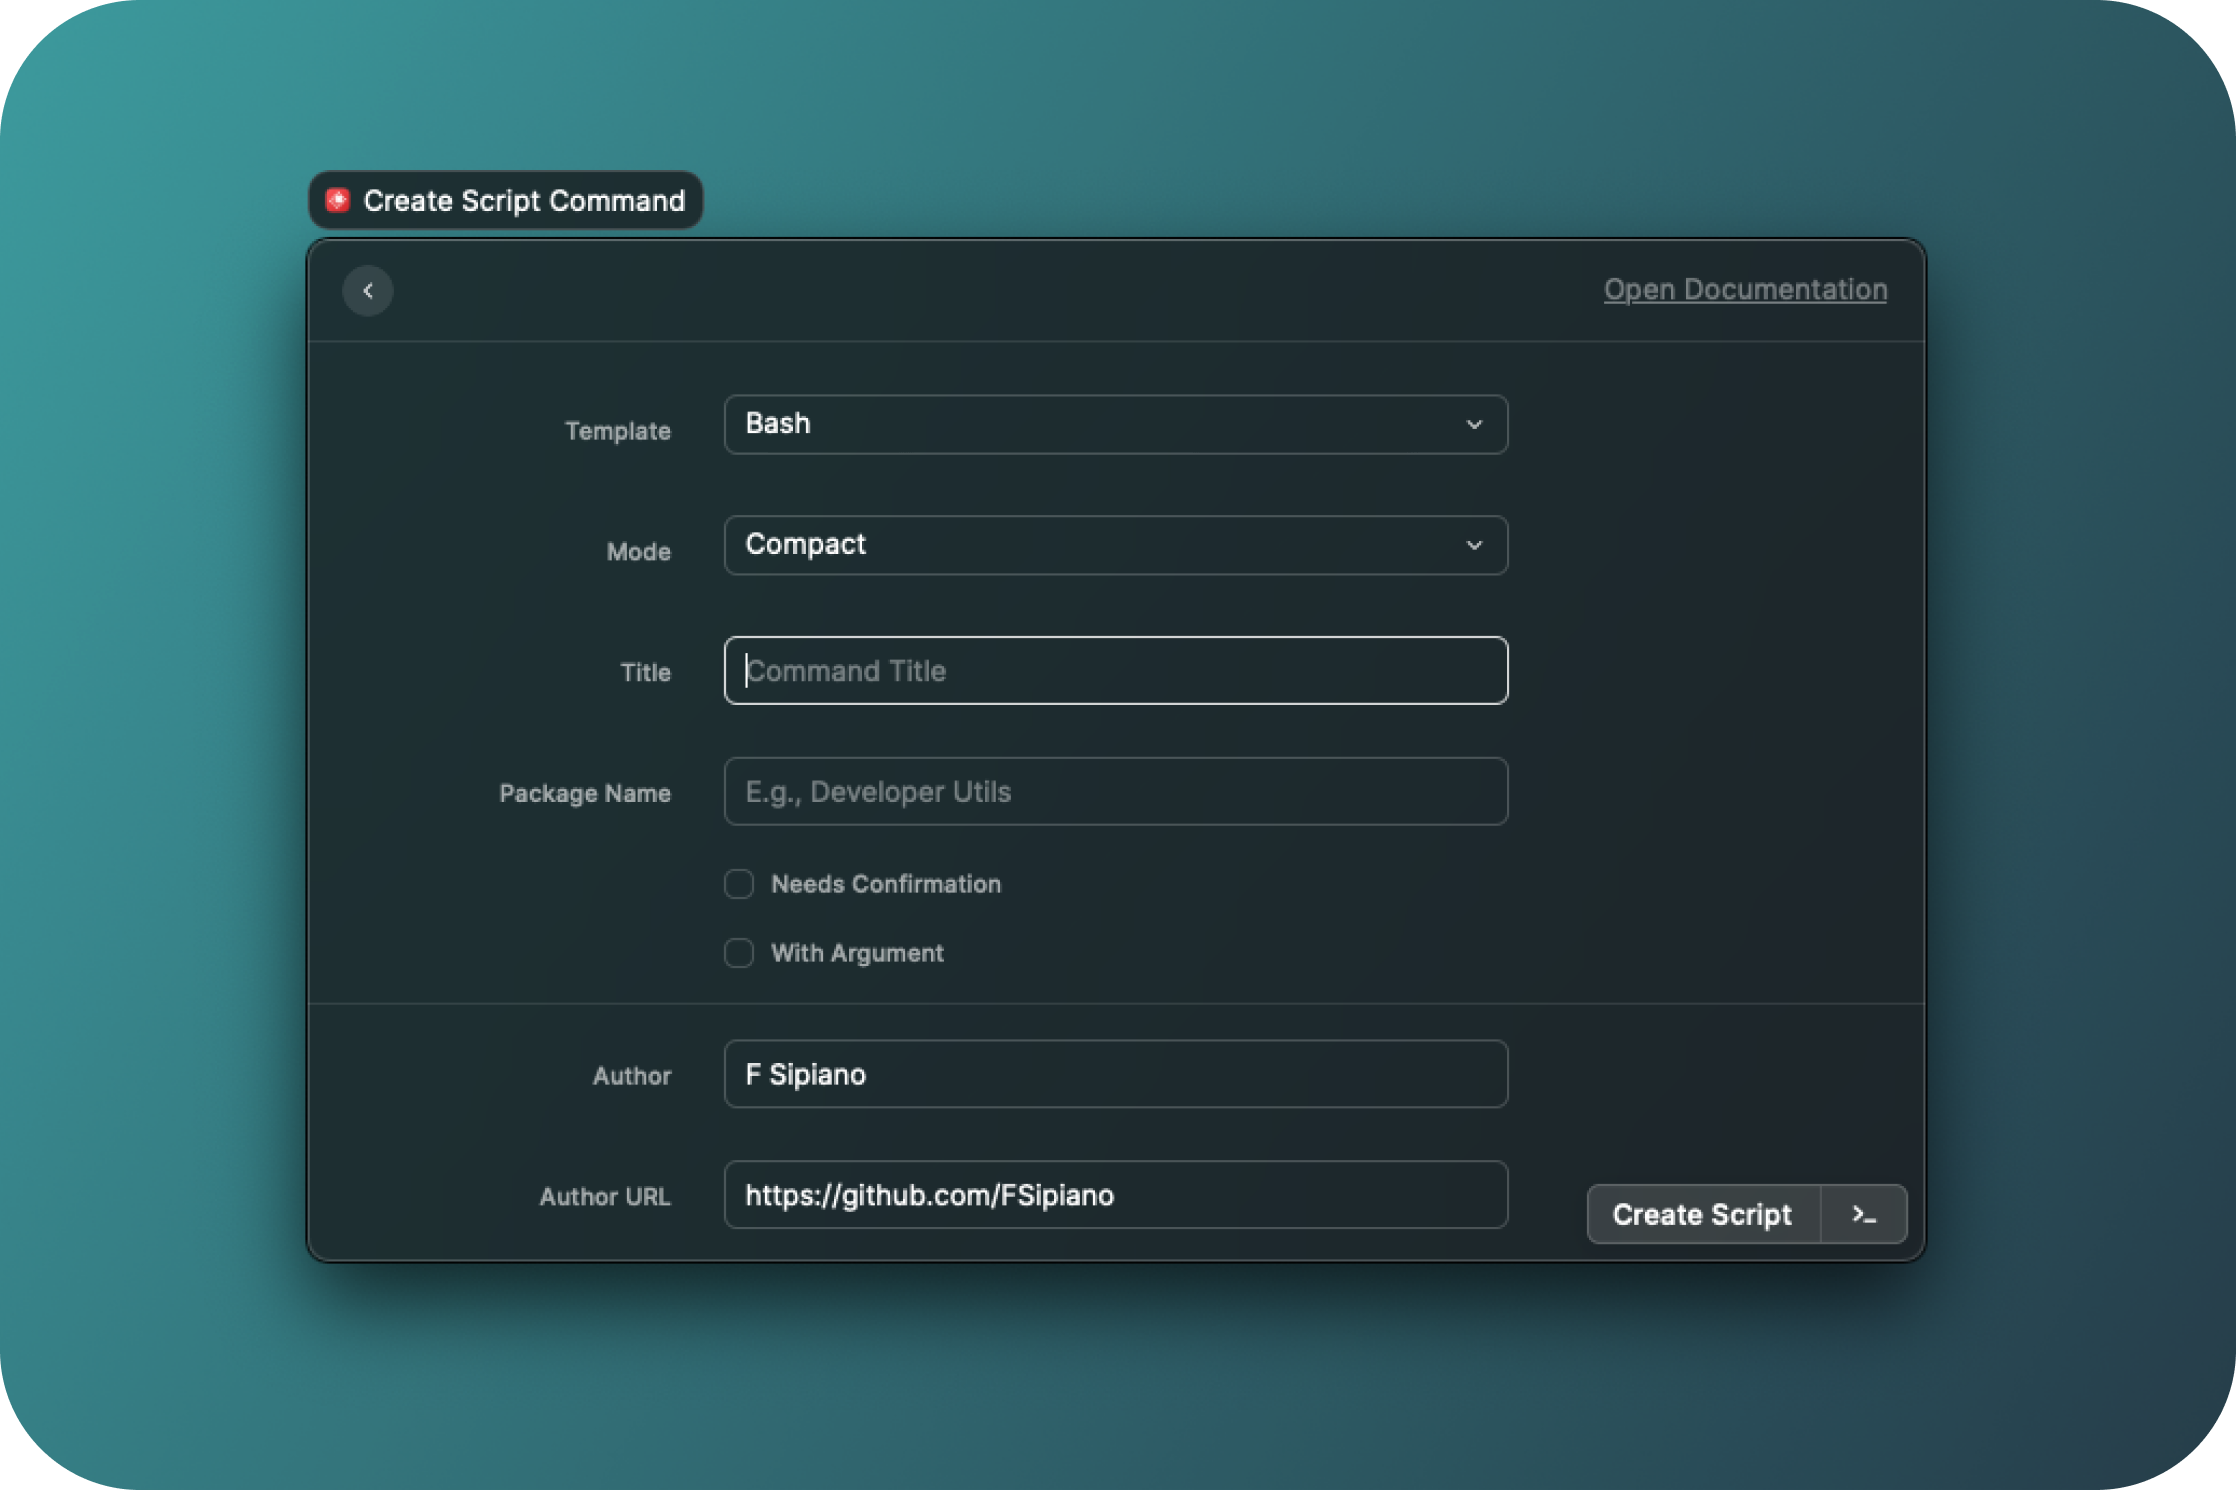 Create Script Command
Open Documentation
Template
Bash
Mode
Compact
Title
Command Title
Package Name
E.g., Developer Utils
Needs Confirmation
With Argument
Author
F Sipiano
Author URL
https://github.com/FSipiano
Create Script
>_